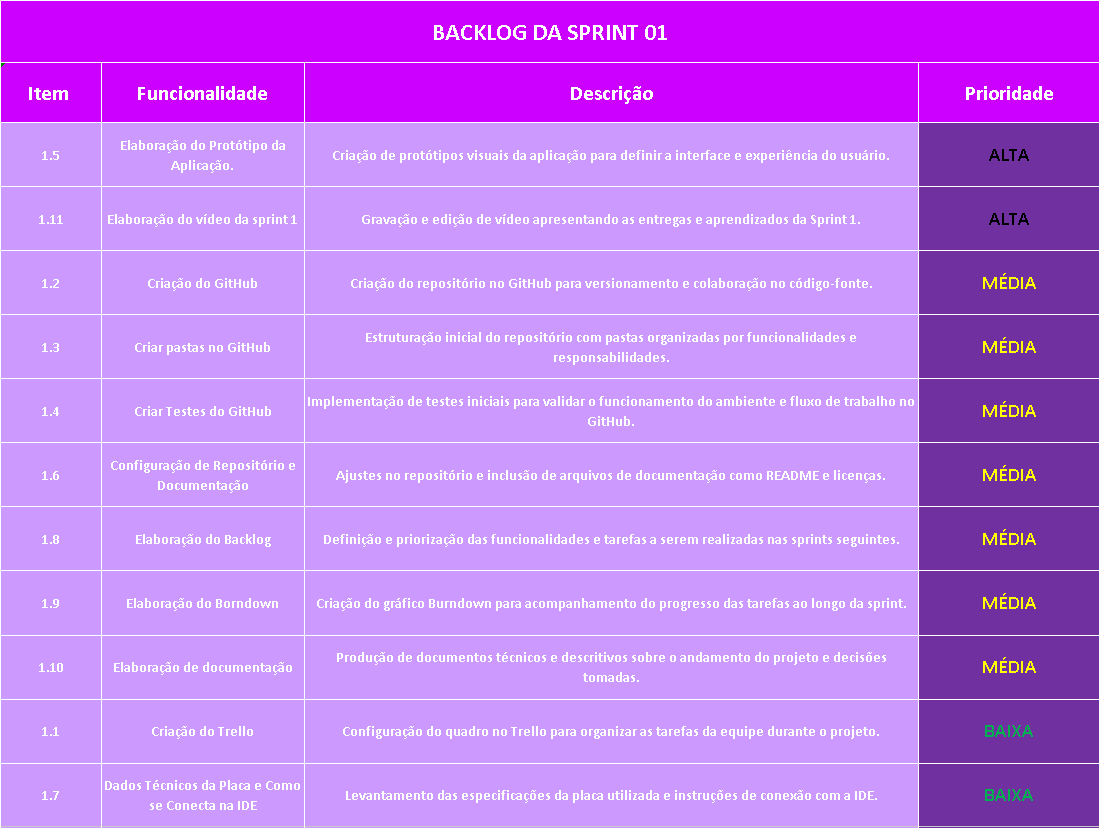 BACKLOG DA SPRINT 01
Item Funcionalidade Descrição Prioridade
1.5 Elaboração do Protótipo da Aplicação. Criação de protótipos visuais da aplicação para definir a interface e experiência do usuário. ALTA
1.11 Elaboração do vídeo da sprint 1 Gravação e edição de vídeo apresentando as entregas e aprendizados da Sprint 1. ALTA
1.2 Criação do GitHub Criação do repositório no GitHub para versionamento e colaboração no código-fonte. MÉDIA
1.3 Criar pastas no GitHub Estruturação inicial do repositório com pastas organizadas por funcionalidades e responsabilidades. MÉDIA
1.4 Criar Testes do GitHub Implementação de testes iniciais para validar o funcionamento do ambiente e fluxo de trabalho no GitHub. MÉDIA
1.6 Configuração de Repositório e Documentação Ajustes no repositório e inclusão de arquivos de documentação como README e licenças. MÉDIA
1.8 Elaboração do Backlog Definição e priorização das funcionalidades e tarefas a serem realizadas nas sprints seguintes. MÉDIA
1.9 Elaboração do Borndown Criação do gráfico Burndown para acompanhamento do progresso das tarefas ao longo da sprint. MÉDIA
1.10 Elaboração de documentação Produção de documentos técnicos e descritivos sobre o andamento do projeto e decisões tomadas. MÉDIA
1.1 Criação do Trello Configuração do quadro no Trello para organizar as tarefas da equipe durante o projeto. BAIXA
1.7 Dados Técnicos da Placa e Como se Conecta na IDE Levantamento das especificações da placa utilizada e instruções de conexão com a IDE. BAIXA